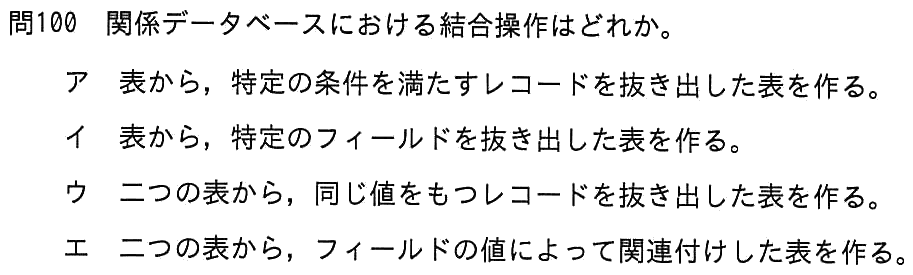 問100 関係データベースにおける結合操作はどれか。
ア 表から，特定の条件を満たすレコードを抜き出した表を作る。
イ 表から，特定のフィールドを抜き出した表を作る。
ウ 二つの表から，同じ値をもつレコードを抜き出した表を作る。
エ 二つの表から，フィールドの値によって関連付けした表を作る。